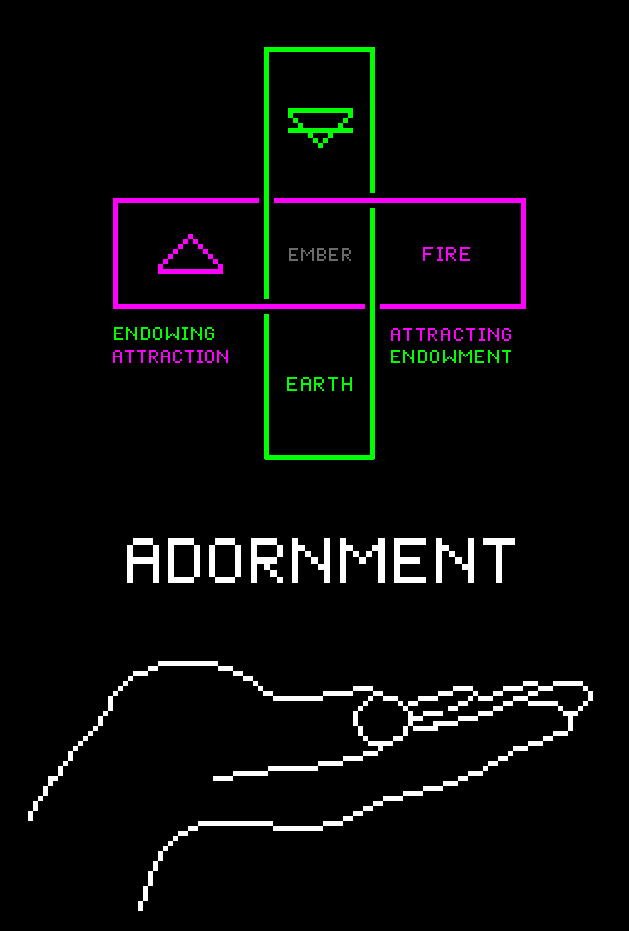 EMBER
FIRE
ENDOWING
ATTRACTION
ATTRACTING
ENDOWMENT
EARTH
ADORNMENT